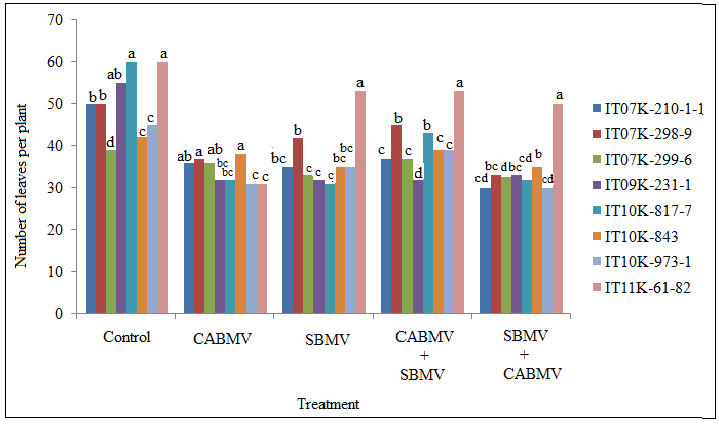 70
60
50
40
30
20
10
0
Number of leaves per plant
b b d ab a c c a
ab a ab bc bc a c c
bc b c c c bc bc a
c b c d b c c a
cd bc d bc cd b cd a
Control
CABMV
SBMV
CABMV
+
SBMV
SBMV
+
CABMV
Treatment
IT07K-210-1-1
IT07K-298-9
IT07K-299-6
IT09K-231-1
IT10K-817-7
IT10K-843
IT10K-973-1
IT11K-61-82